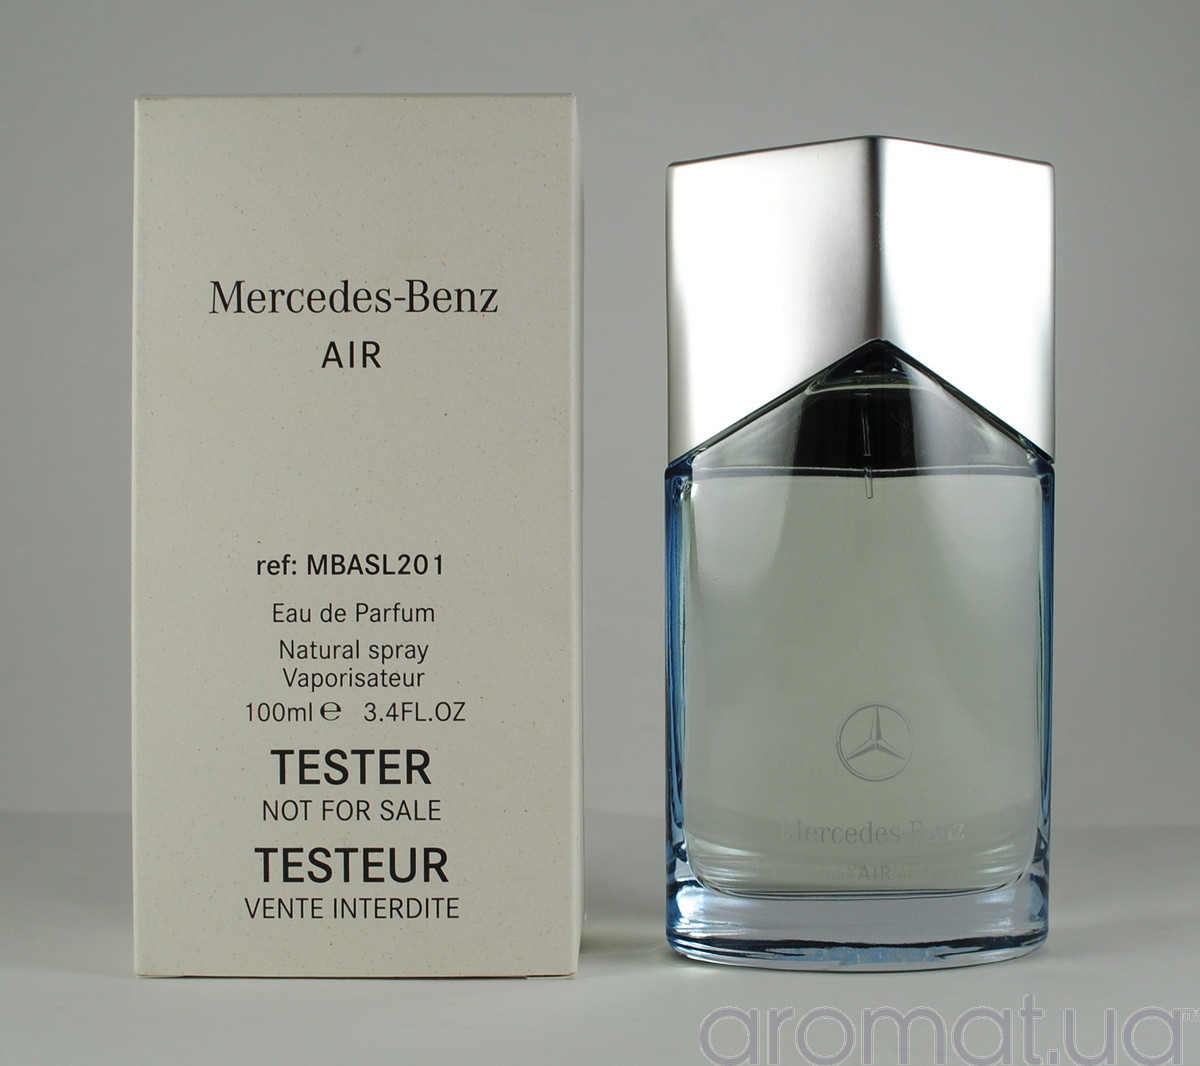 Mercedes-Benz
AIR
ref: MBASL201
Eau de Parfum
Natural spray
Vaporisateur
100ml ℮ 3.4FL.OZ
TESTER
NOT FOR SALE
TESTEUR
VENTE INTERDITE
Mercedes-Benz
AIR
aromat.ua™